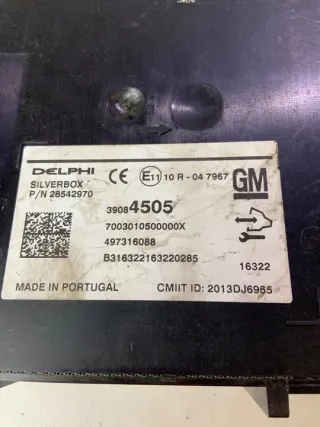 DELPHI CE E11 10 R - 04 7967 GM
SILVERBOX
P/N 28542970
39084505
7003010500000X
497316088
B316322163220285
16322
MADE IN PORTUGAL CMIIT ID: 2013DJ6965